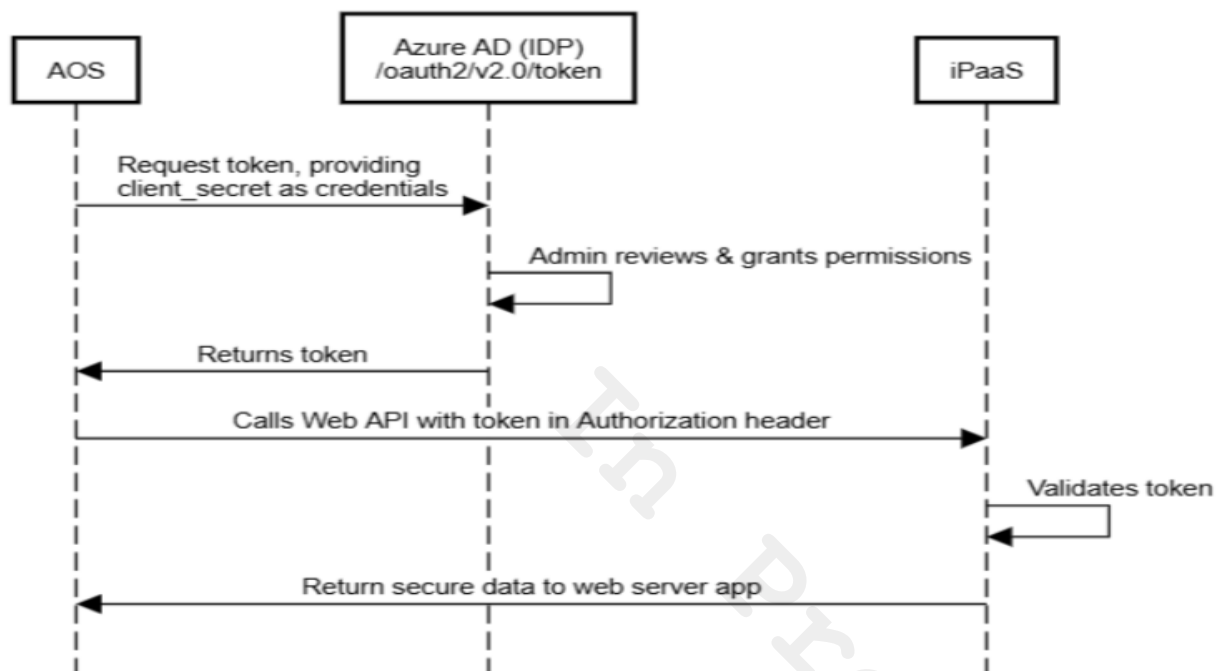 AOS
Azure AD (IDP)
/oauth2/v2.0/token
iPaaS
Request token, providing
client_secret as credentials
Admin reviews & grants permissions
Returns token
Calls Web API with token in Authorization header
Validates token
Return secure data to web server app
In Pr